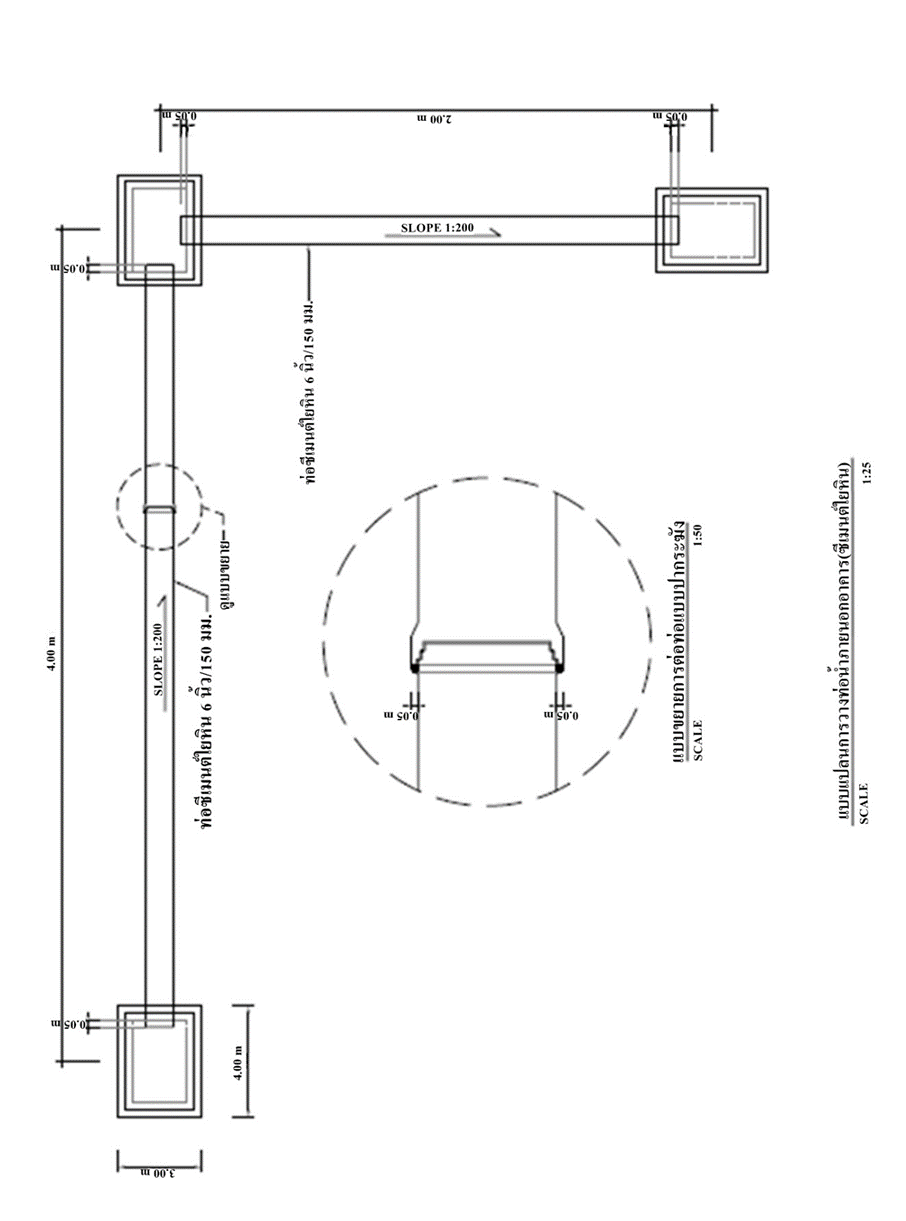 0.05 m
2.00 m
0.05 m
SLOPE 1:200
0.05 m
ท่อซีเมนต์ใยหิน 6 นิ้ว/150 มม.
ดูแบบขยาย
4.00 m
SLOPE 1:200
ท่อซีเมนต์ใยหิน 6 นิ้ว/150 มม.
0.05 m
0.05 m
แบบขยายการต่อท่อแบบปากระฆัง
SCALE 1:50
แบบแปลนการวางท่อน้ำภายนอกอาคาร(ซีเมนต์ใยหิน)
SCALE 1:25
0.05 m
4.00 m
3.00 m